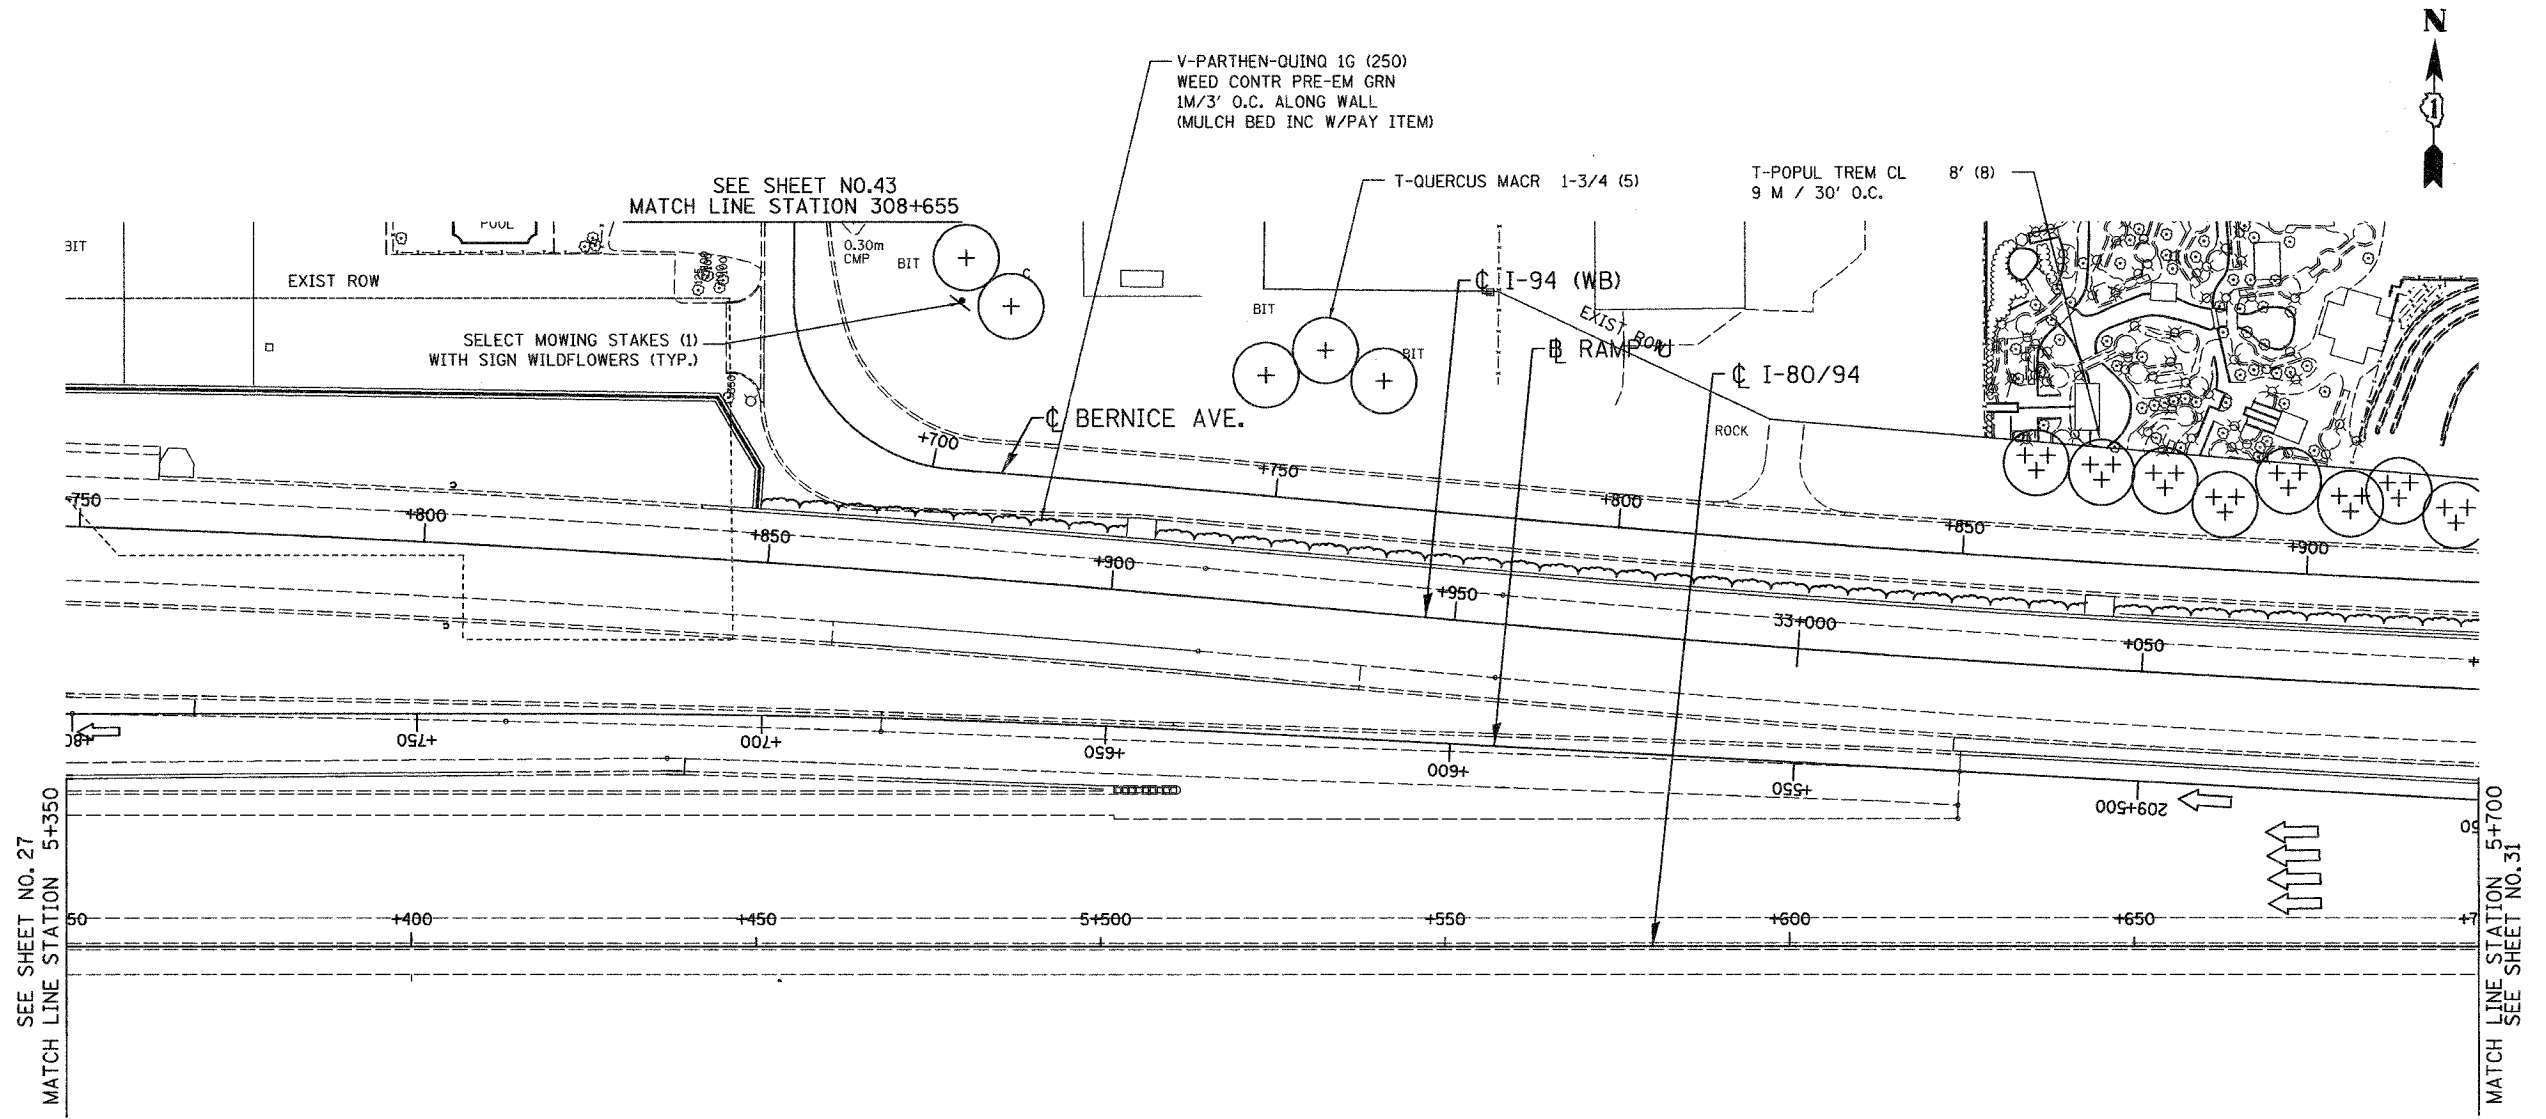 N
1
V-PARTHEN-QUINQ 1G (250)
WEED CONTR PRE-EM GRN
1M/3' O.C. ALONG WALL
(MULCH BED INC W/PAY ITEM)
SEE SHEET NO.43
MATCH LINE STATION 308+655
T-QUERCUS MACR 1-3/4 (5)
T-POPUL TREM CL 8' (8)
9 M / 30' O.C.
POOL
BIT
EXIST ROW
0.30m
CMP
BIT
C
SELECT MOWING STAKES (1)
WITH SIGN WILDFLOWERS (TYP.)
℄ I-94 (WB)
BIT
EXIST ROW
BIT
RAMP U
℄ I-80/94
℄ BERNICE AVE.
ROCK
+700
+750
+800
+850
+900
+750
+800
+850
+900
+950
33+000
+050
+750
+700
+650
+600
+550
209+500
50
+400
+450
5+500
+550
+600
+650
+7
SEE SHEET NO. 27
MATCH LINE STATION 5+350
MATCH LINE STATION 5+700
SEE SHEET NO.31